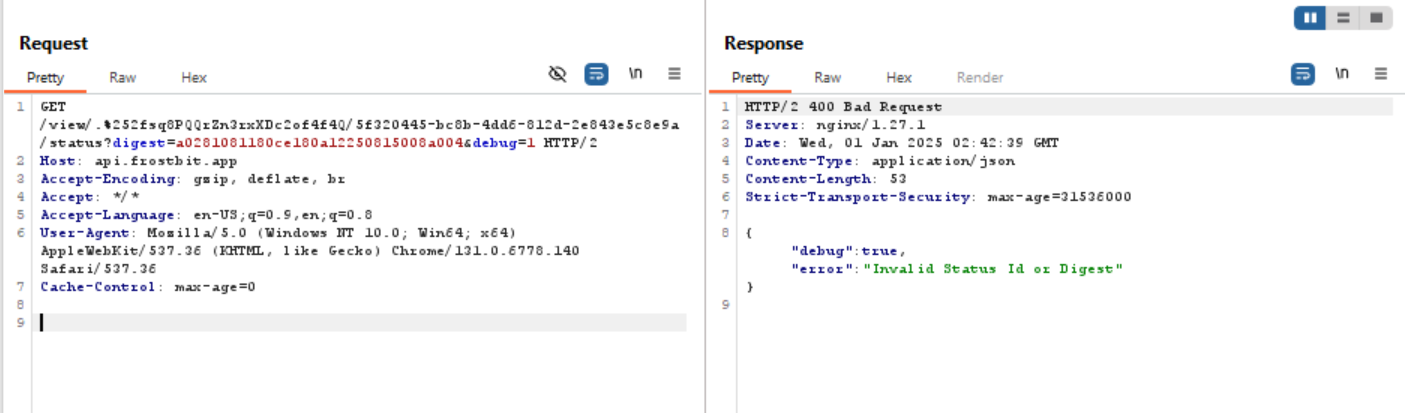 Request
Pretty Raw Hex \n
1 GET
/view/.%252fsq8PQQrZn3rxXDc2of4f4Q/5f320445-bc8b-4dd6-812d-2e843e5c8e9a
/status?digest=a0281081180ce180a12250815008a004&debug=1 HTTP/2
2 Host: api.frostbit.app
3 Accept-Encoding: gzip, deflate, br
4 Accept: */*
5 Accept-Language: en-US;q=0.9,en;q=0.8
6 User-Agent: Mozilla/5.0 (Windows NT 10.0; Win64; x64)
AppleWebKit/537.36 (KHTML, like Gecko) Chrome/131.0.6778.140
Safari/537.36
7 Cache-Control: max-age=0
8
9
Response
Pretty Raw Hex Render \n
1 HTTP/2 400 Bad Request
2 Server: nginx/1.27.1
3 Date: Wed, 01 Jan 2025 02:42:39 GMT
4 Content-Type: application/json
5 Content-Length: 53
6 Strict-Transport-Security: max-age=31536000
7
8 {
"debug":true,
"error":"Invalid Status Id or Digest"
}
9